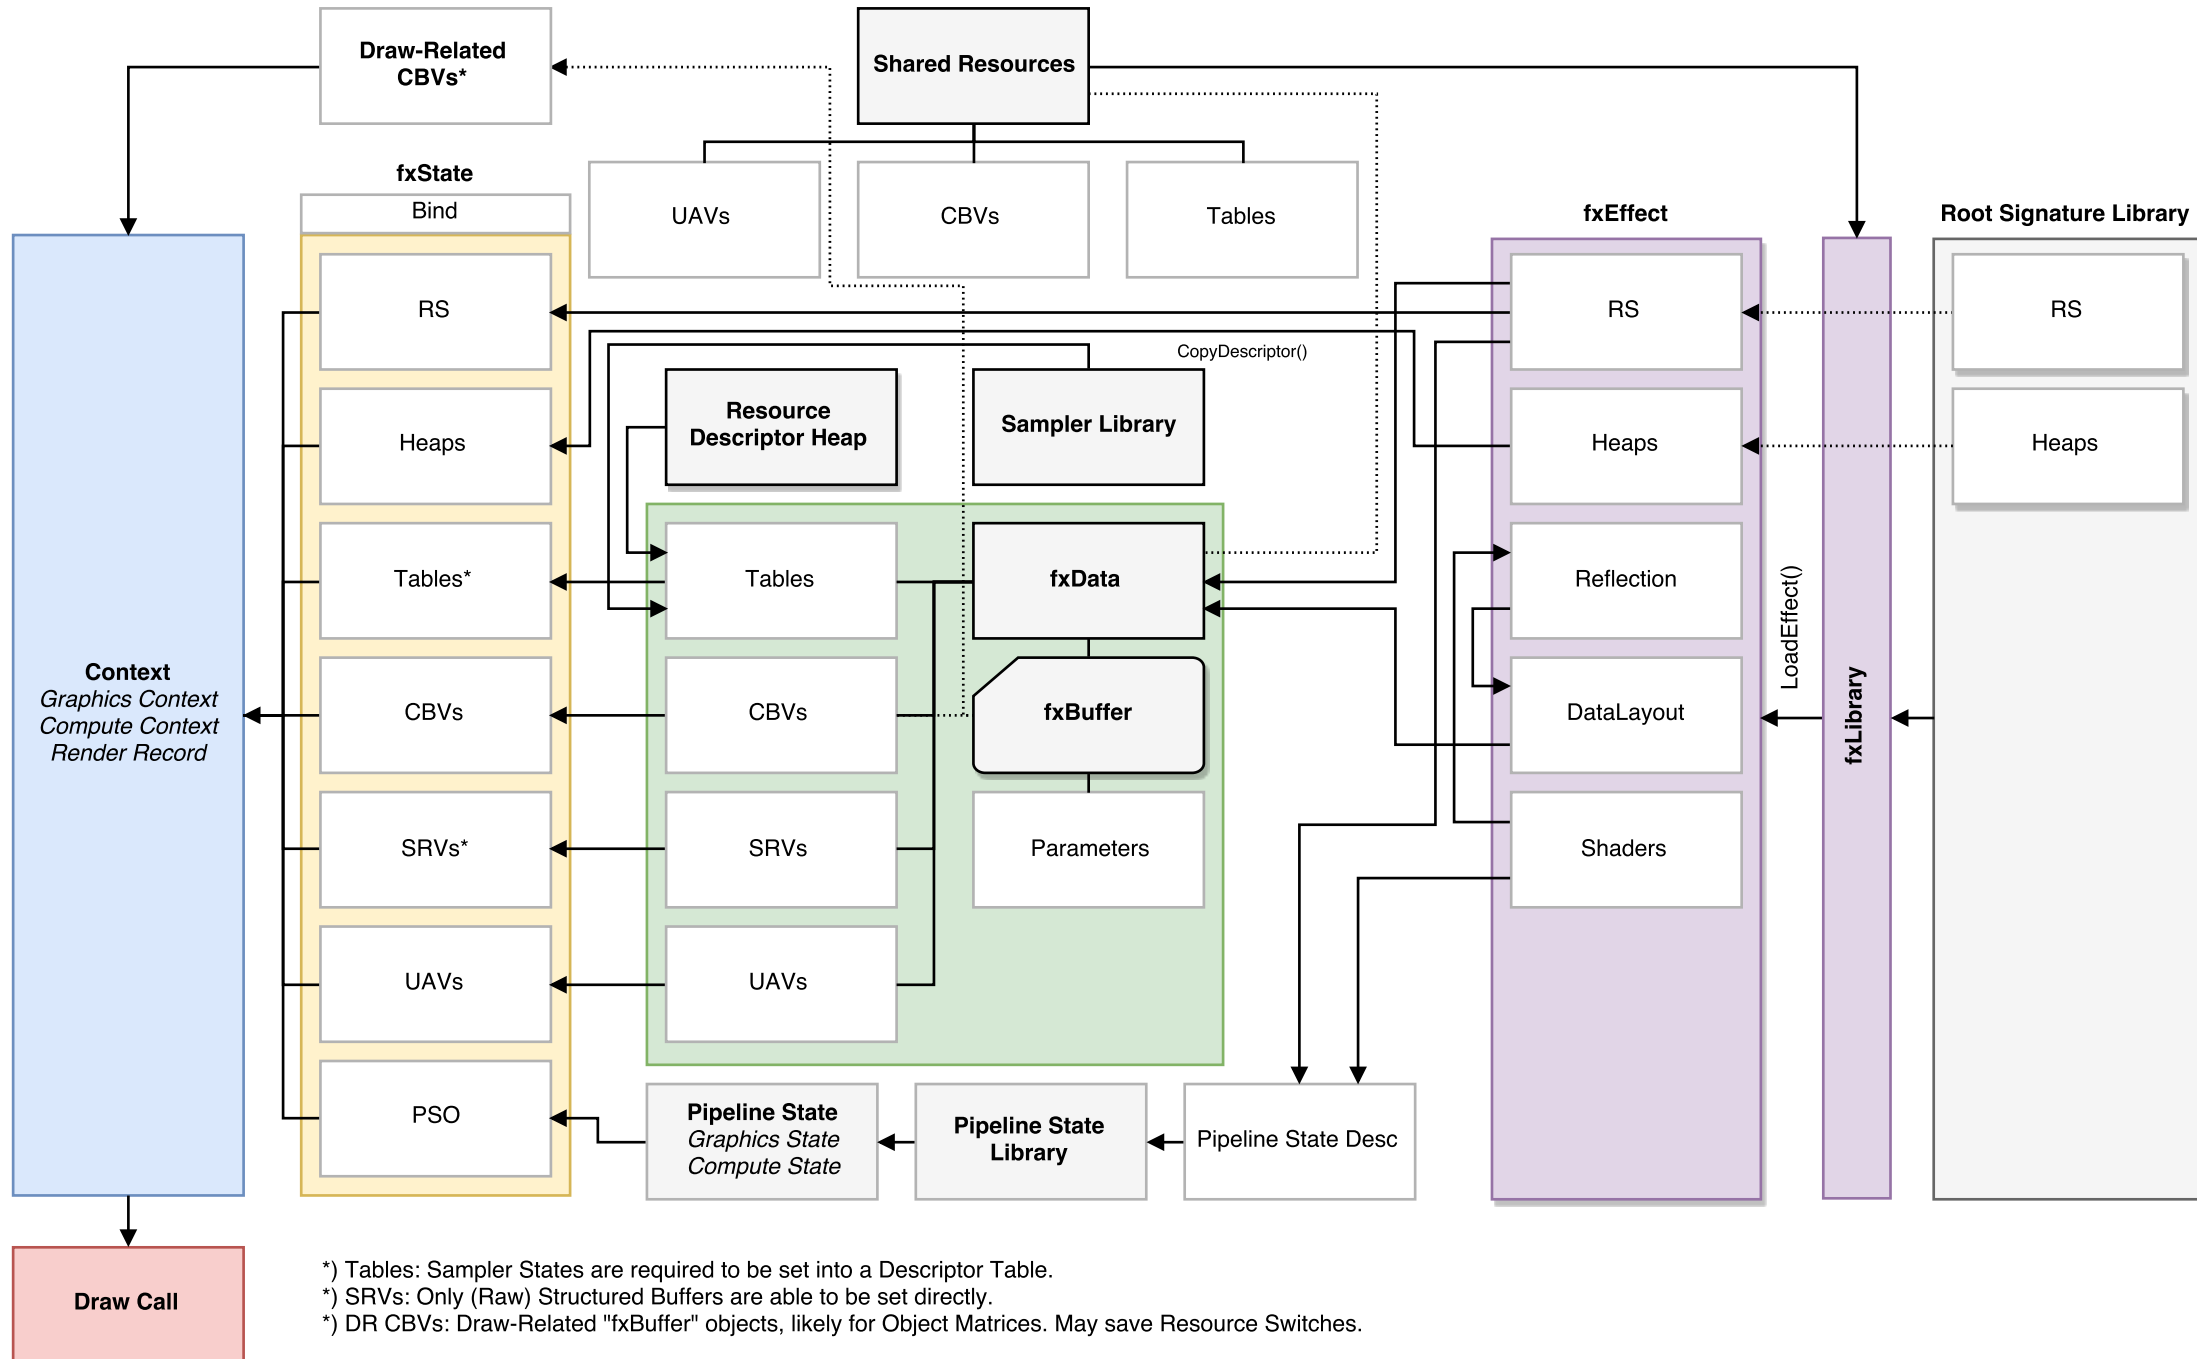 Draw-Related
CBVs*
Shared Resources
fxState
Bind
UAVs
CBVs
Tables
fxEffect
Root Signature Library
RS
RS
RS
CopyDescriptor()
Resource
Descriptor Heap
Sampler Library
Heaps
Heaps
Heaps
Tables*
Tables
fxData
Reflection
LoadEffect()
fxLibrary
Context
Graphics Context
Compute Context
Render Record
CBVs
CBVs
fxBuffer
DataLayout
SRVs*
SRVs
Parameters
Shaders
UAVs
UAVs
PSO
Pipeline State
Graphics State
Compute State
Pipeline State
Library
Pipeline State Desc
Draw Call
*) Tables: Sampler States are required to be set into a Descriptor Table.
*) SRVs: Only (Raw) Structured Buffers are able to be set directly.
*) DR CBVs: Draw-Related "fxBuffer" objects, likely for Object Matrices. May save Resource Switches.